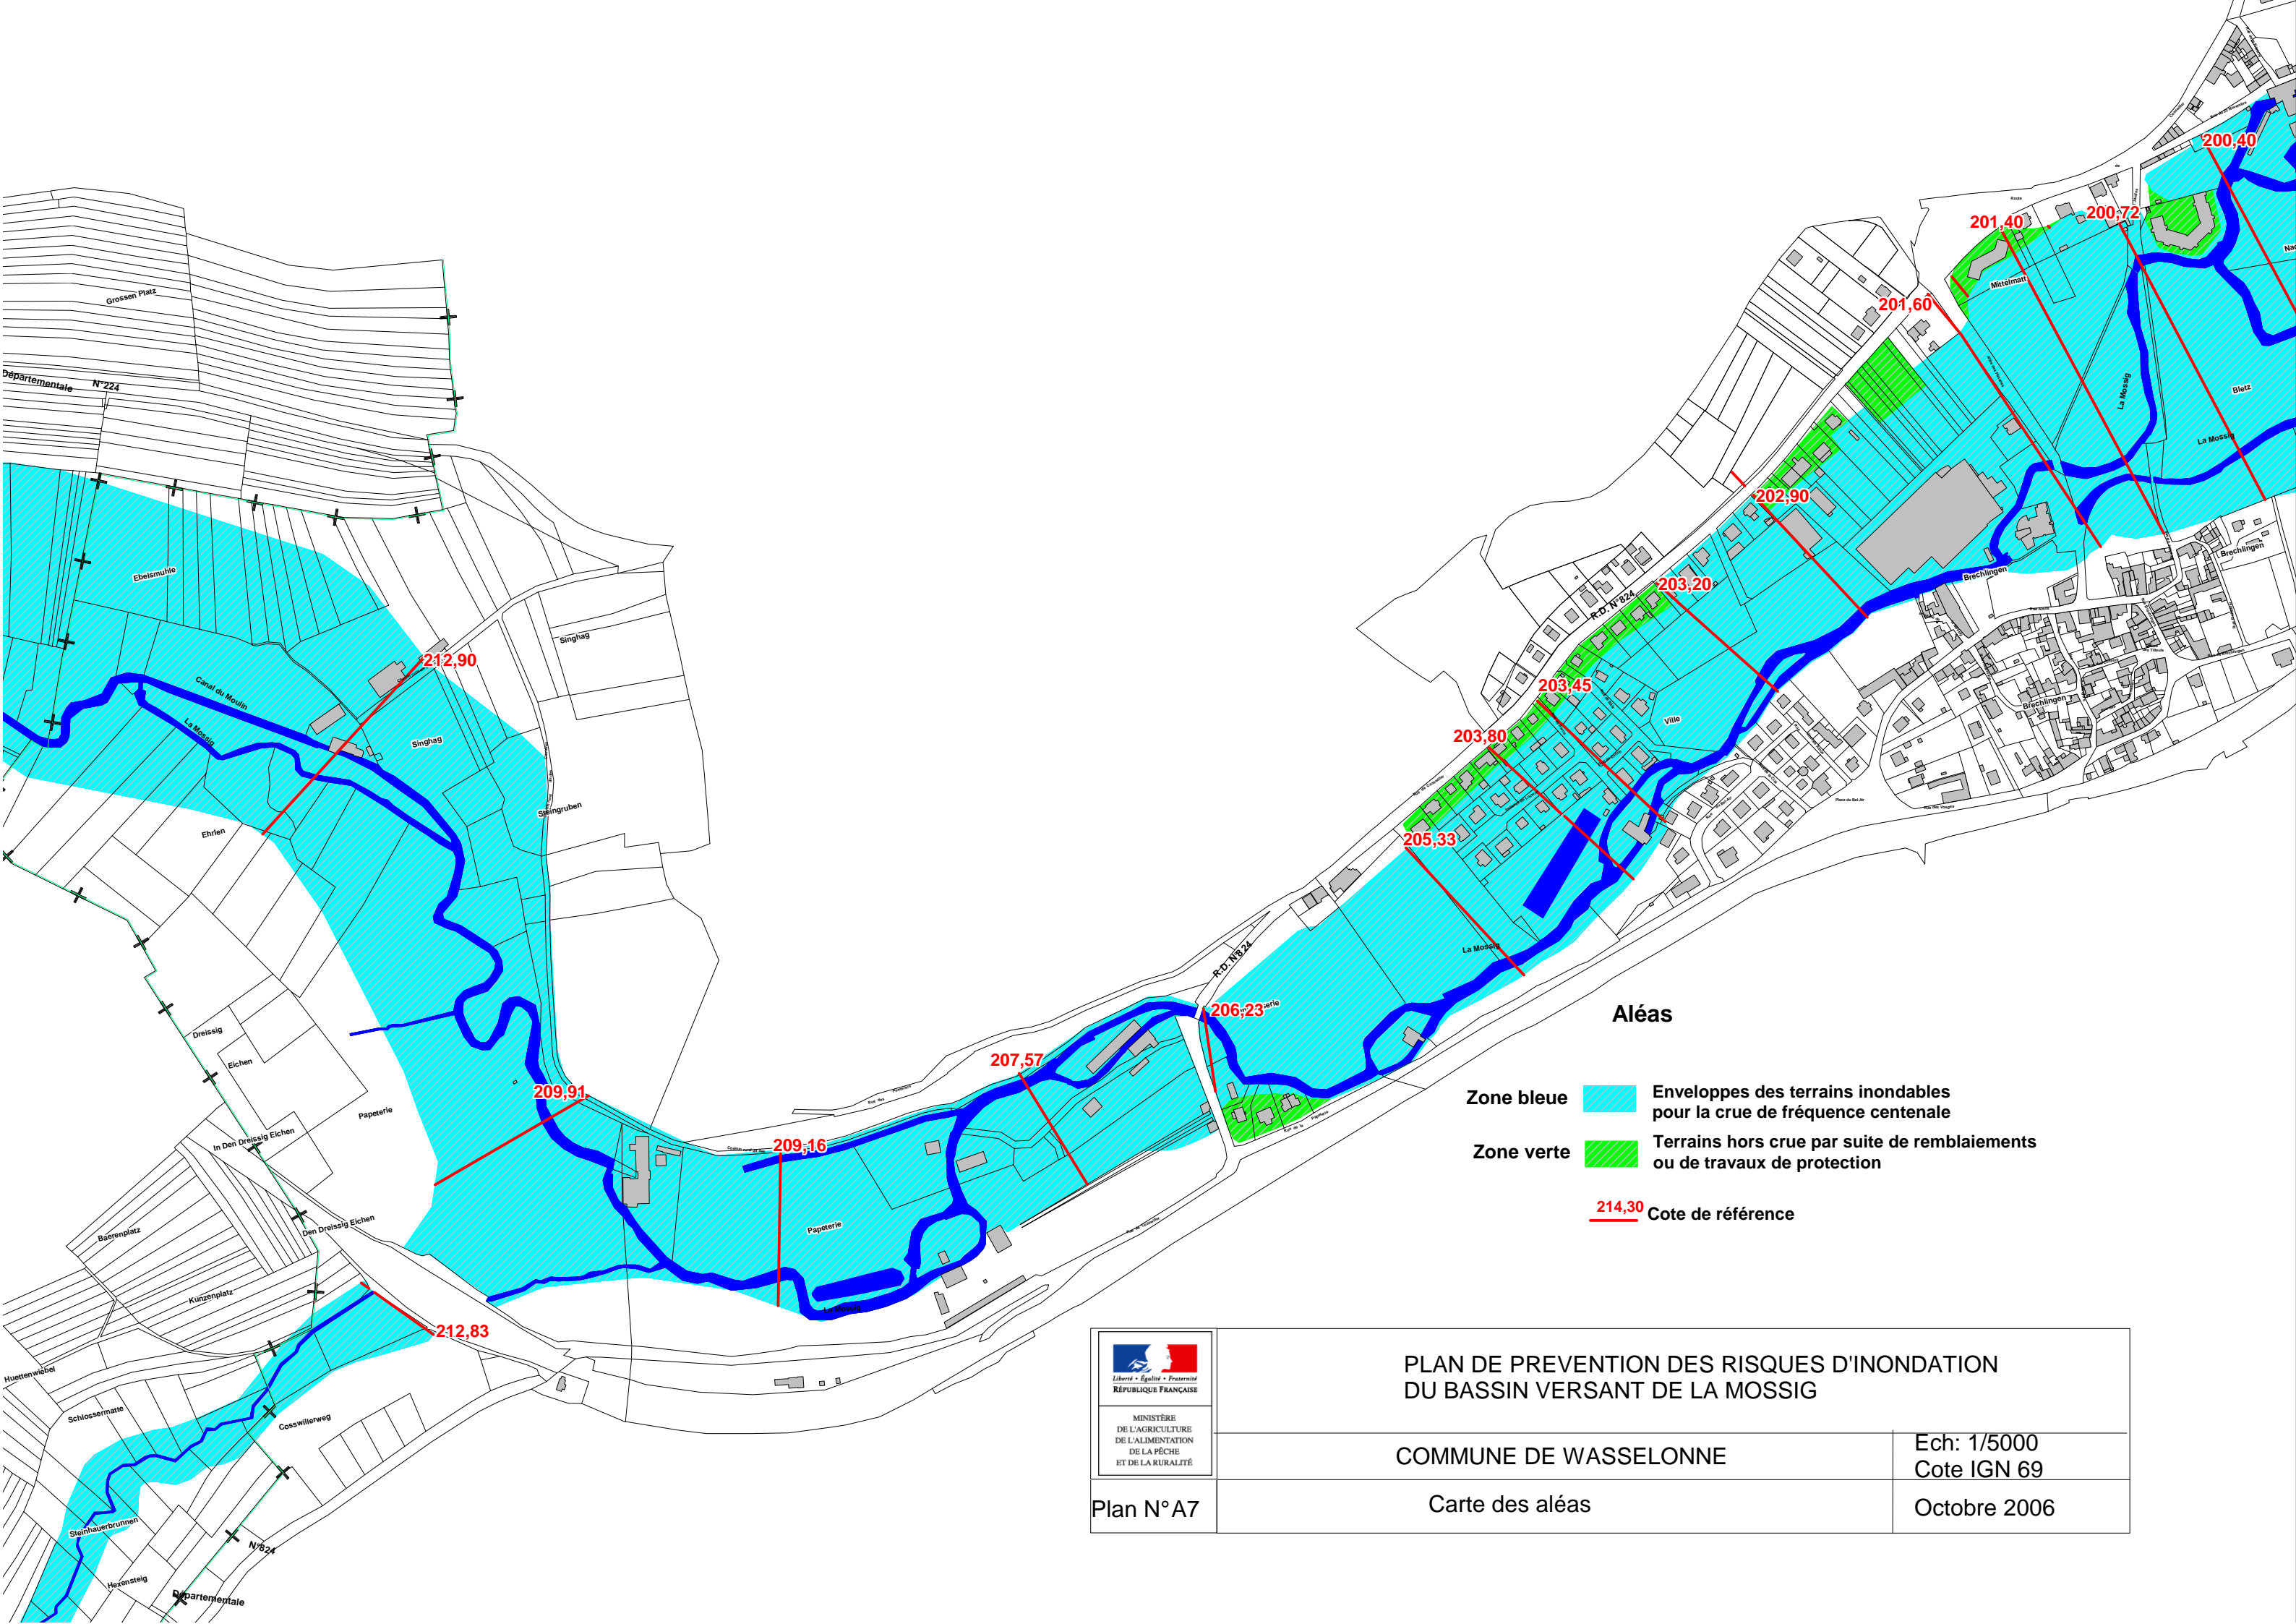 200,40
200,72
201,40
Route
Mittelmatt
201,60
La Mossig
Bletz
La Mossig
Grossen Platz
Départementale N°224
202,90
Brechlingen
Brechlingen
Brechlingen
203,20
R.D. N°824
Ebelsmuhle
Singhag
212,90
Canal du Moulin
La Mossig
Singhag
203,45
Ville
203,80
Place du Bel-Air
Steingruben
Ehrlen
205,33
La Mossig
R.D. N°824
206,23
Dreissig
Eichen
207,57
209,91
Papeterie
In Den Dreissig Eichen
209,16
Papeterie
Den Dreissig Eichen
Baerenplatz
Künzenplatz
La Mossig
212,83
Huettenwiebel
Schlossermatte
Cosswillerweg
Steinhauerbrunnen
N°824
Hexensteig
Départementale
Aléas
Zone bleue
Enveloppes des terrains inondables
pour la crue de fréquence centenale
Zone verte
Terrains hors crue par suite de remblaiements
ou de travaux de protection
214,30 Cote de référence
Liberté • Égalité • Fraternité
RÉPUBLIQUE FRANÇAISE
MINISTÈRE
DE L'AGRICULTURE
DE L'ALIMENTATION
DE LA PÊCHE
ET DE LA RURALITÉ
PLAN DE PREVENTION DES RISQUES D'INONDATION
DU BASSIN VERSANT DE LA MOSSIG
COMMUNE DE WASSELONNE
Ech: 1/5000
Cote IGN 69
Plan N°A7
Carte des aléas
Octobre 2006